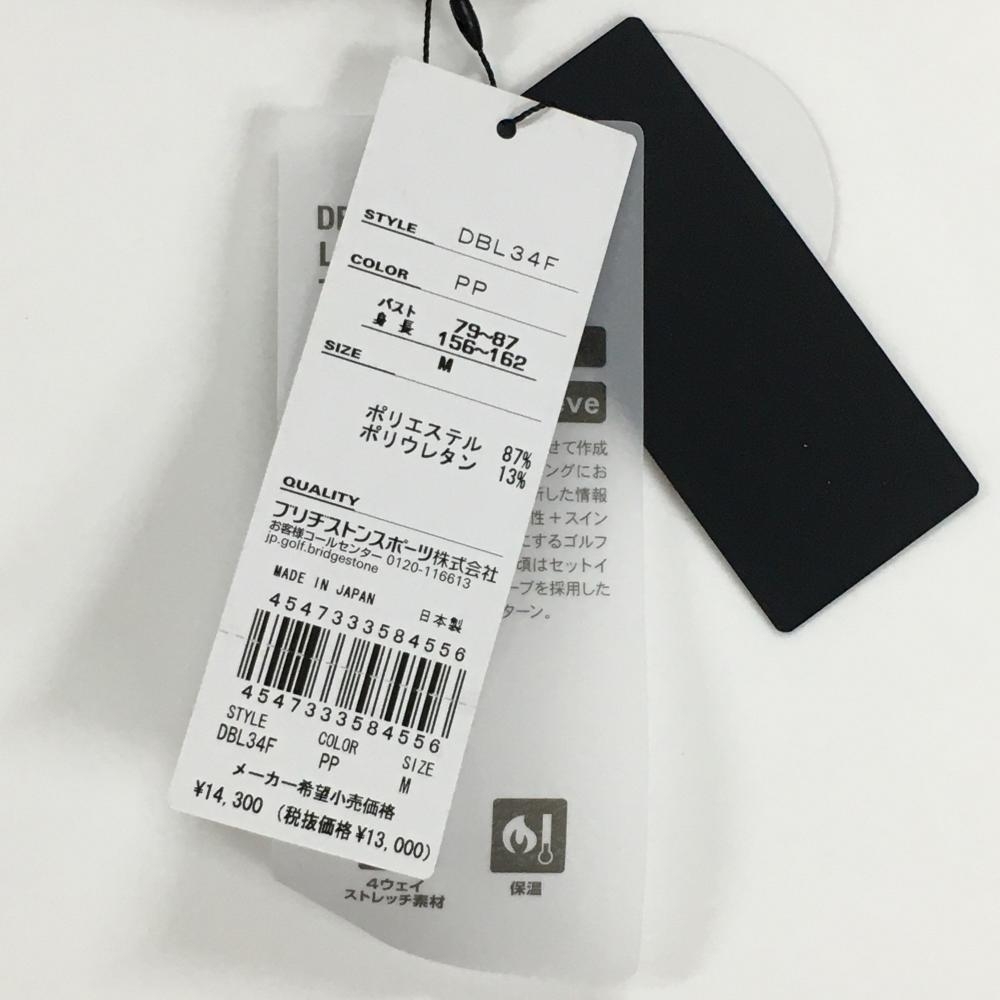 STYLE DBL34F
COLOR PP
バスト 79~87
身長 156~162
SIZE M
ポリエステル 87%
ポリウレタン 13%
QUALITY
ブリヂストンスポーツ株式会社
お客様コールセンター 0120-116613
jp.golf.bridgestone
MADE IN JAPAN 日本製
4547333584556
4547333584556
STYLE COLOR SIZE
DBL34F PP M
メーカー希望小売価格
¥14,300 (税抜価格¥13,000)
せて作成
ングにお
した情報
性+スイン
にするゴルフ
頃はセットイ
ーブを採用した
ターン。
4ウェイ
ストレッチ素材
保温